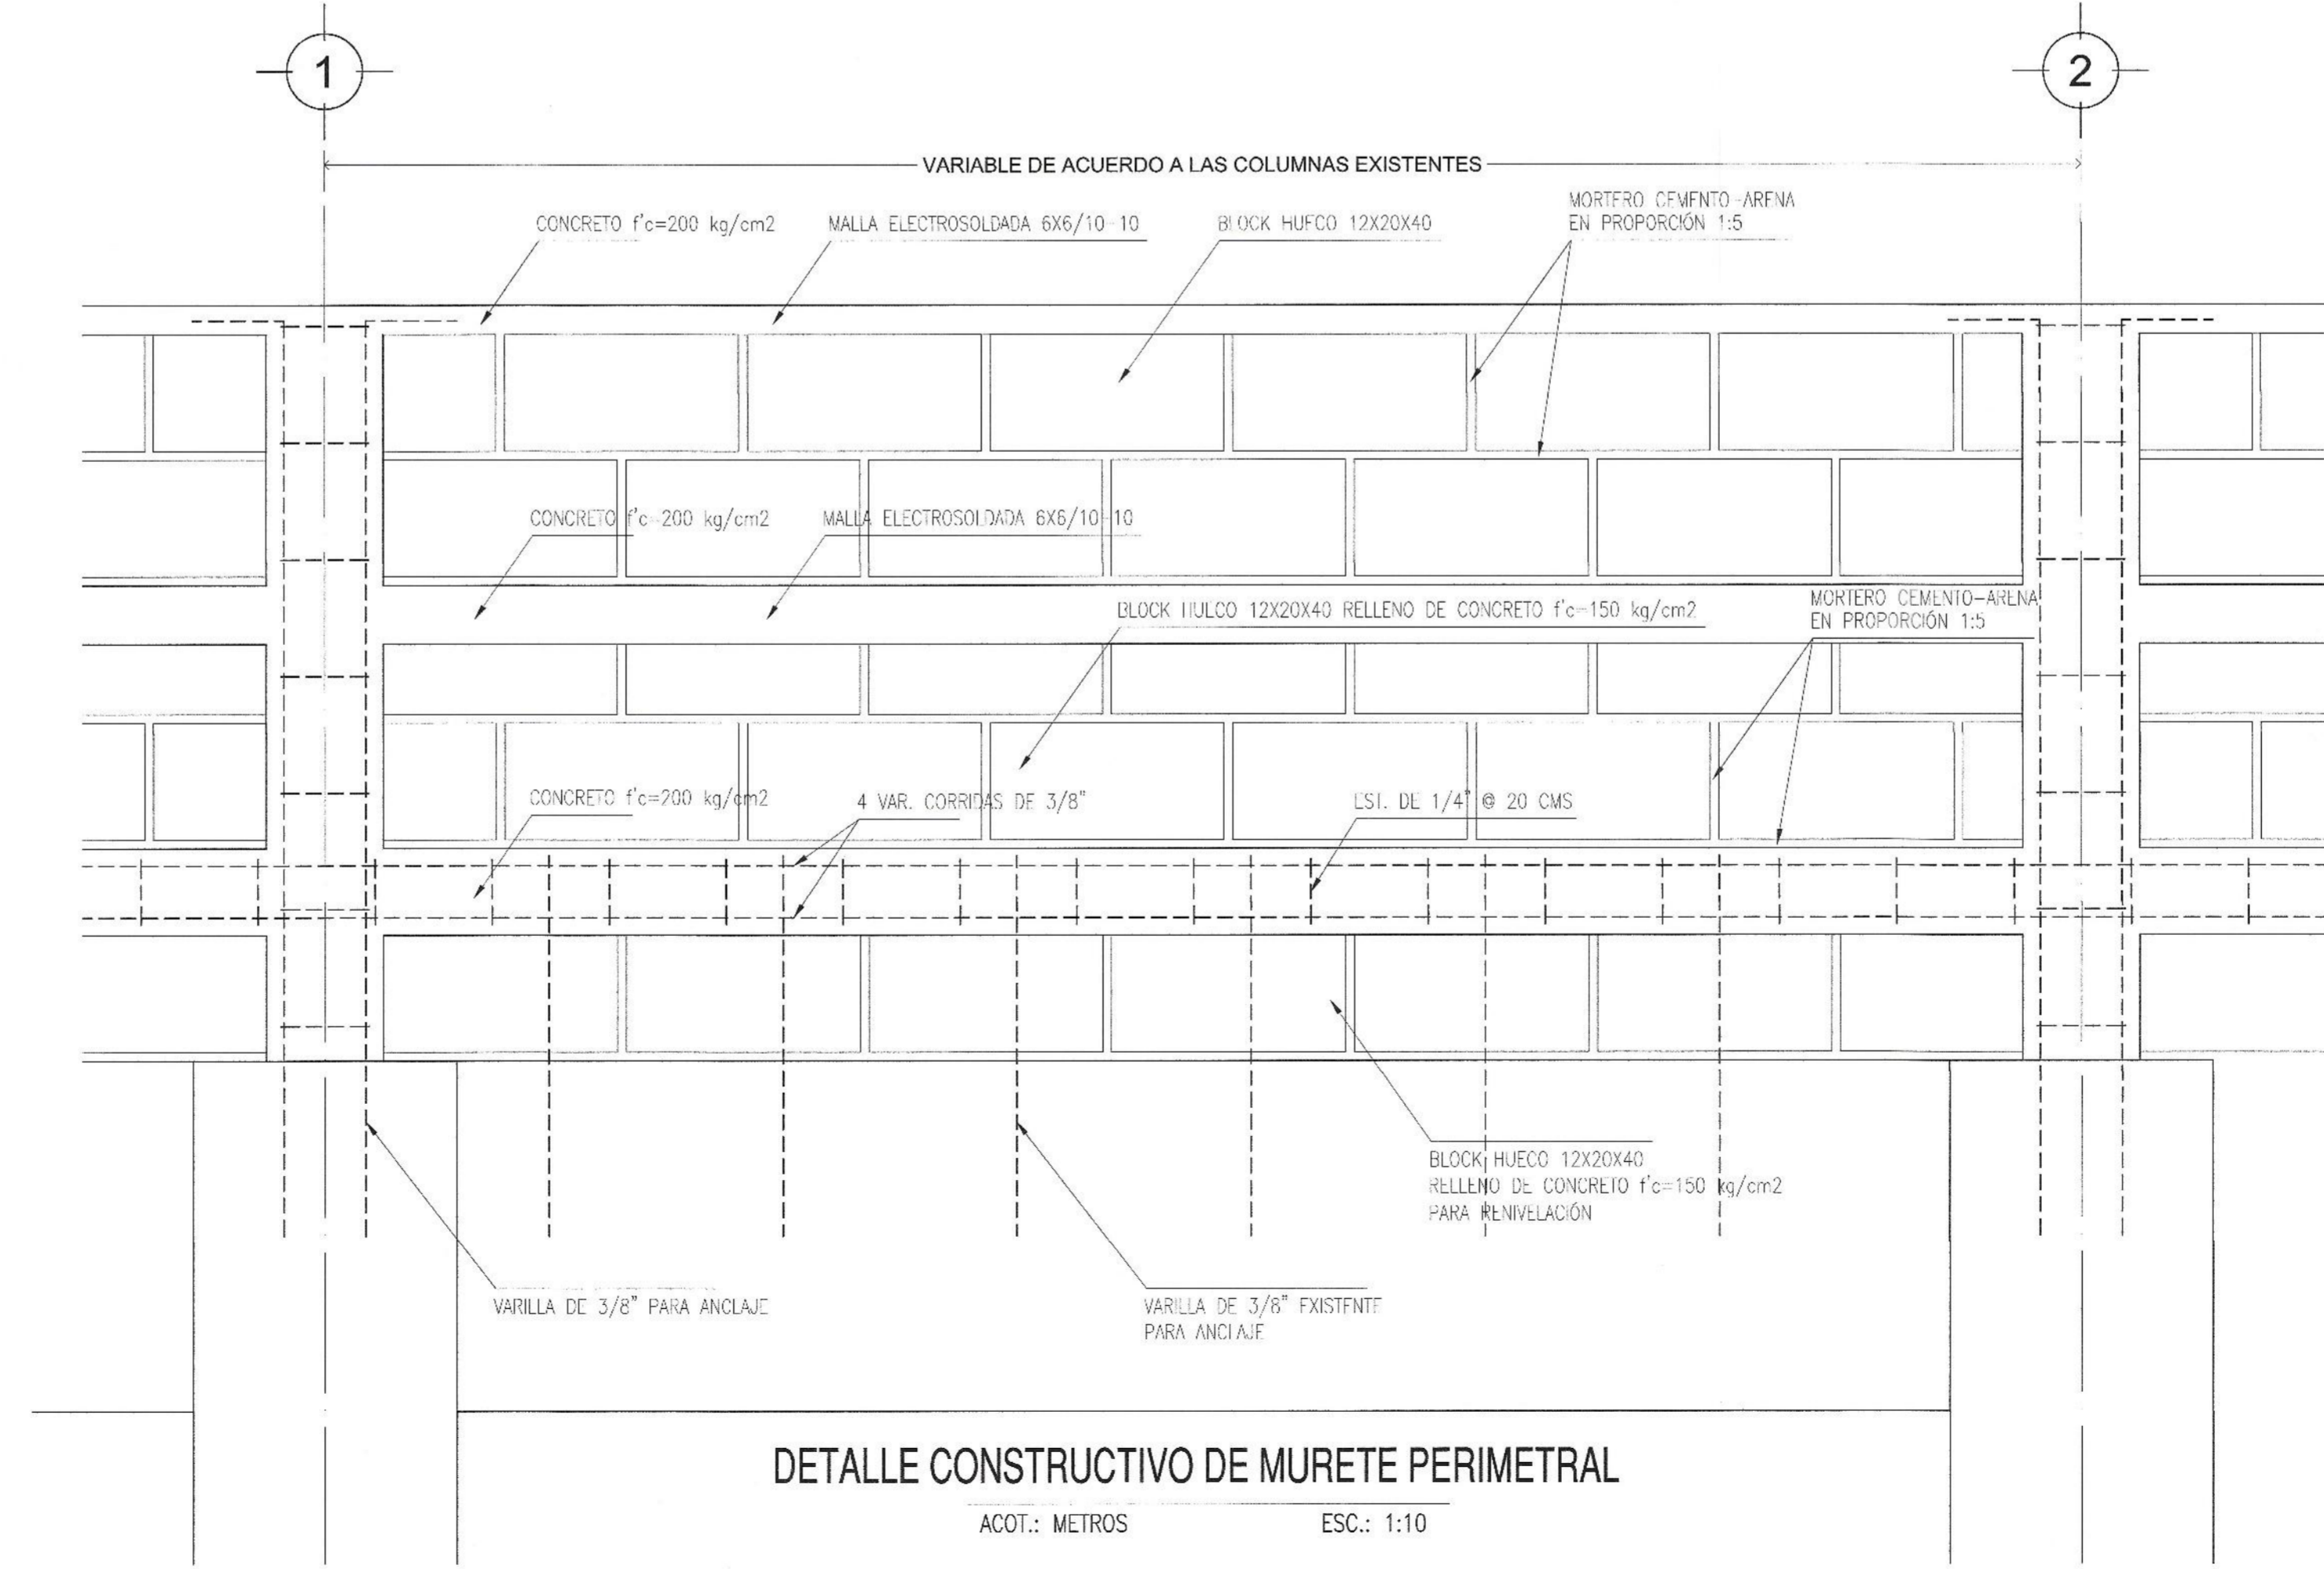 1
2
VARIABLE DE ACUERDO A LAS COLUMNAS EXISTENTES
CONCRETO f'c=200 kg/cm2
MALLA ELECTROSOLDADA 6X6/10-10
BLOCK HUECO 12X20X40
MORTERO CEMENTO-ARENA
EN PROPORCIÓN 1:5
CONCRETO f'c=200 kg/cm2
MALLA ELECTROSOLDADA 6X6/10-10
BLOCK HUECO 12X20X40 RELLENO DE CONCRETO f'c=150 kg/cm2
MORTERO CEMENTO-ARENA
EN PROPORCIÓN 1:5
CONCRETO f'c=200 kg/cm2
4 VAR. CORRIDAS DE 3/8"
EST. DE 1/4" @ 20 CMS
BLOCK HUECO 12X20X40
RELLENO DE CONCRETO f'c=150 kg/cm2
PARA RENIVELACIÓN
VARILLA DE 3/8" PARA ANCLAJE
VARILLA DE 3/8" EXISTENTE
PARA ANCLAJE
DETALLE CONSTRUCTIVO DE MURETE PERIMETRAL
ACOT.: METROS
ESC.: 1:10